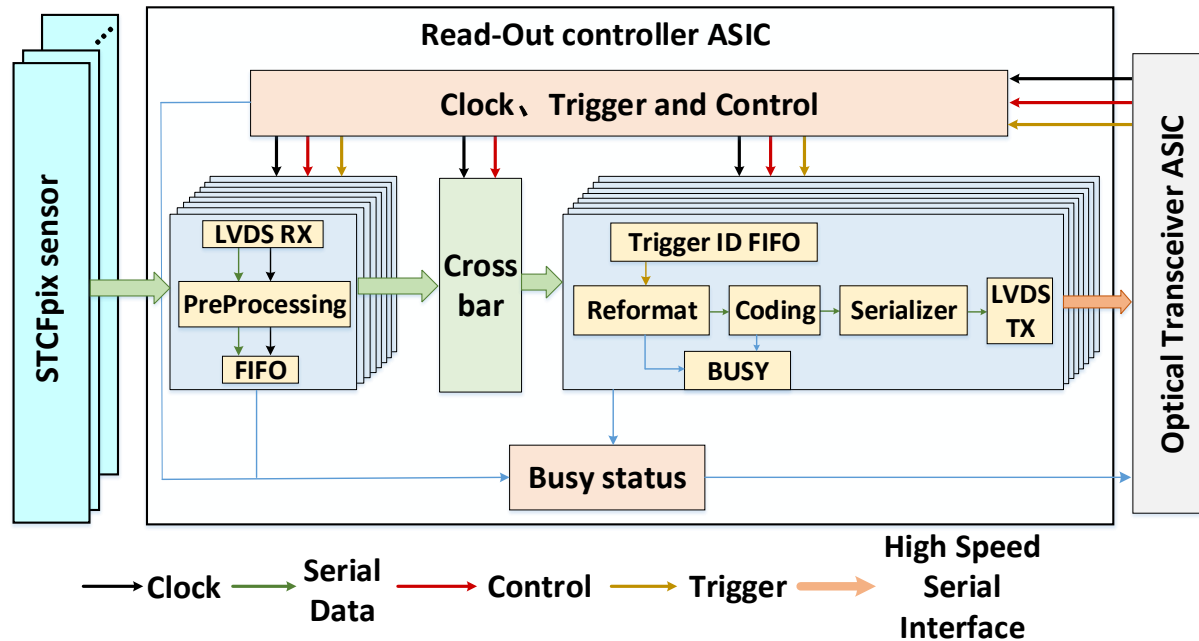 Read-Out controller ASIC
Clock、Trigger and Control
STCFpix sensor
LVDS RX
PreProcessing
FIFO
Cross
bar
Trigger ID FIFO
Reformat
Coding
Serializer
LVDS
TX
BUSY
Busy status
Optical Transceiver ASIC
Clock
Serial
Data
Control
Trigger
High Speed
Serial
Interface